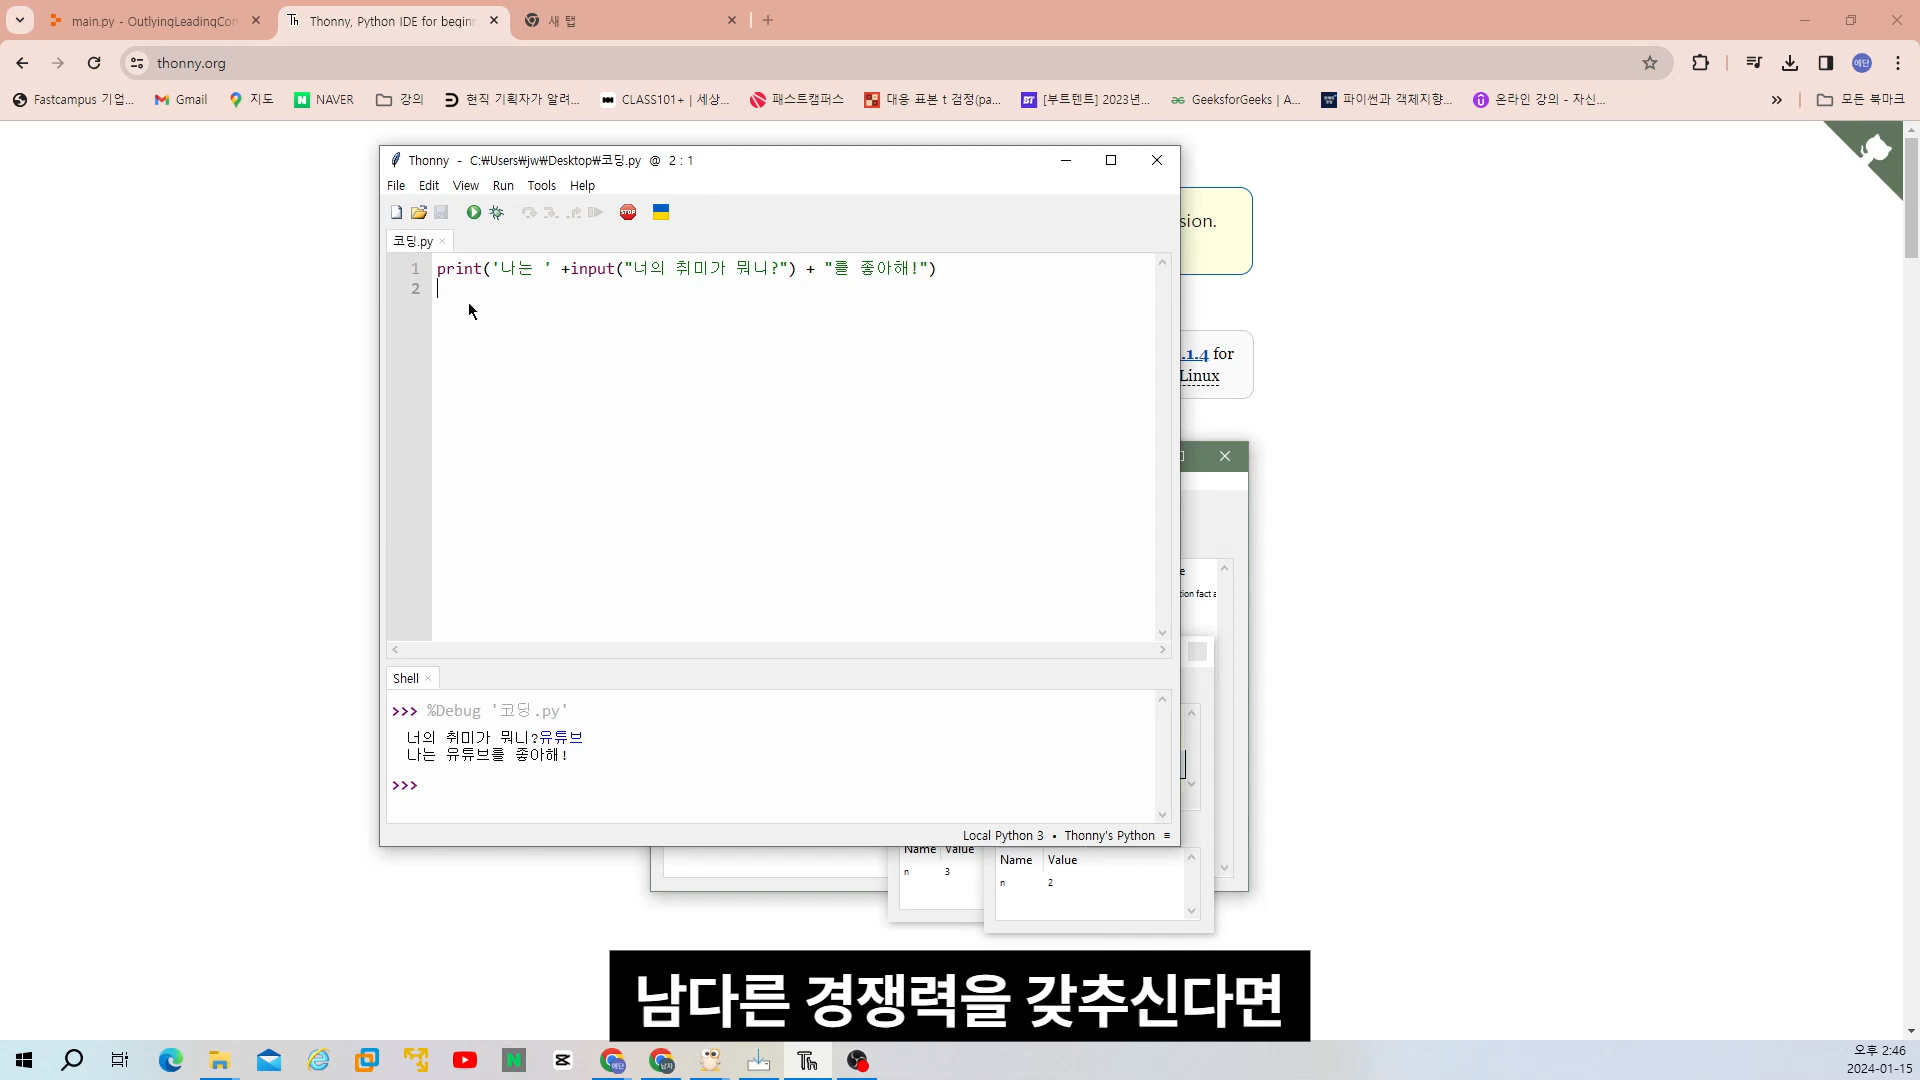 main.py - OutlyingLeadingCon
Thonny, Python IDE for beginn
새 탭
thonny.org
에단
Fastcampus 기업...
Gmail
지도
NAVER
강의
현직 기획자가 알려...
CLASS101+ | 세상...
패스트캠퍼스
대응 표본 t 검정(pa...
[부트텐트] 2023년...
GeeksforGeeks | A...
파이썬과 객체지향...
온라인 강의 - 자신...
모든 북마크
Thonny - C:₩Users₩jw₩Desktop₩코딩.py @ 2 : 1
File Edit View Run Tools Help
STOP
코딩.py
1 print('나는 ' +input("너의 취미가 뭐니?") + "를 좋아해!")
2
sion.
.1.4 for
Linux
e
tion fact a
Shell
>>> %Debug '코딩.py'
너의 취미가 뭐니?유튜브
나는 유튜브를 좋아해!
>>>
Local Python 3 • Thonny's Python ≡
Name Value
n 3
Name Value
n 2
남다른 경쟁력을 갖추신다면
오후 2:46
2024-01-15